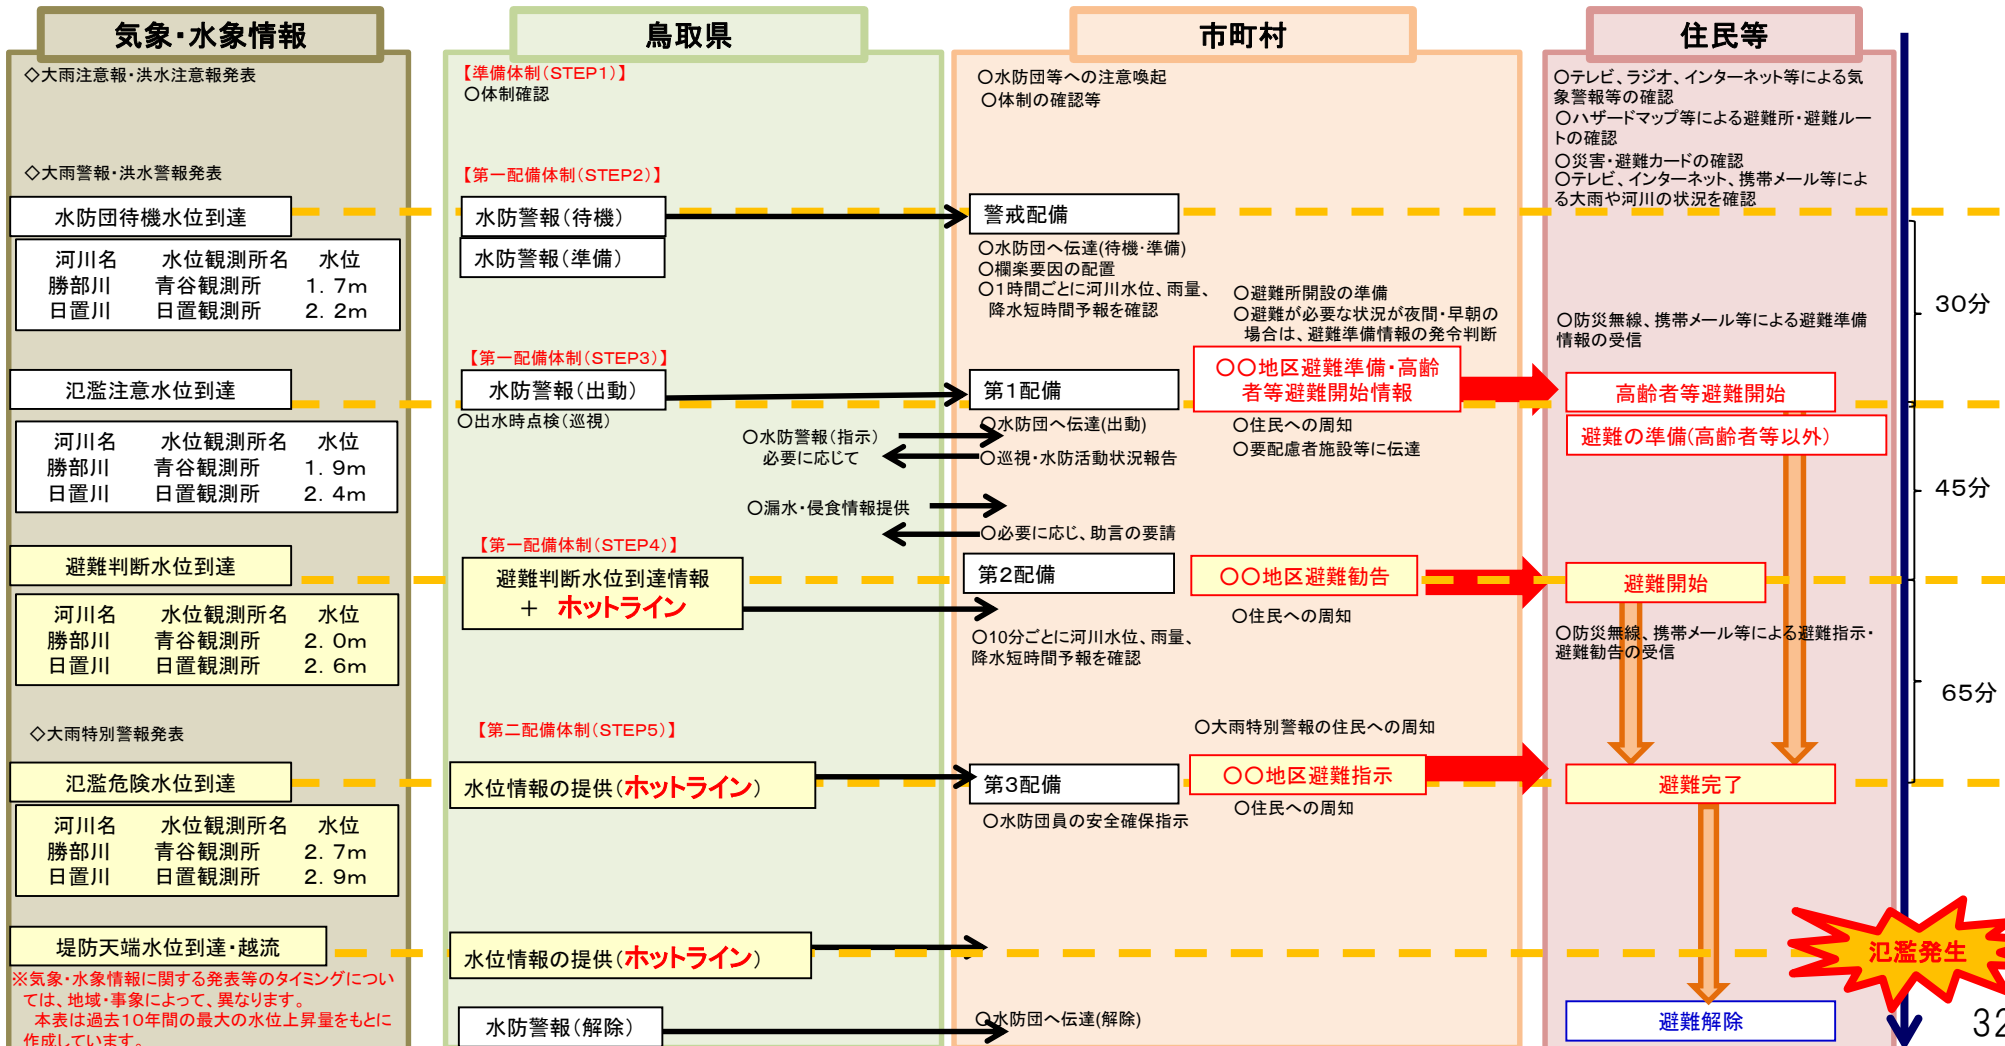 気象・水象情報
◇大雨注意報・洪水注意報発表
◇大雨警報・洪水警報発表
水防団待機水位到達
河川名 水位観測所名 水位
勝部川 青谷観測所 1．7m
日置川 日置観測所 2．2m
氾濫注意水位到達
河川名 水位観測所名 水位
勝部川 青谷観測所 1．9m
日置川 日置観測所 2．4m
避難判断水位到達
河川名 水位観測所名 水位
勝部川 青谷観測所 2．0m
日置川 日置観測所 2．6m
◇大雨特別警報発表
氾濫危険水位到達
河川名 水位観測所名 水位
勝部川 青谷観測所 2．7m
日置川 日置観測所 2．9m
堤防天端水位到達・越流
※気象・水象情報に関する発表等のタイミングについ
ては、地域・事象によって、異なります。
本表は過去10年間の最大の水位上昇量をもとに
作成しています。
鳥取県
【準備体制（STEP1）】
○体制確認
【第一配備体制（STEP2）】
水防警報（待機）
水防警報（準備）
【第一配備体制（STEP3）】
水防警報（出動）
○出水時点検（巡視）
○水防警報（指示）
必要に応じて
○漏水・侵食情報提供
【第一配備体制（STEP4）】
避難判断水位到達情報
＋ ホットライン
【第二配備体制（STEP5）】
水位情報の提供（ホットライン）
水位情報の提供（ホットライン）
水防警報（解除）
市町村
○水防団等への注意喚起
○体制の確認等
警戒配備
○水防団へ伝達(待機・準備)
○欄楽要因の配置
○1時間ごとに河川水位、雨量、
降水短時間予報を確認
○避難所開設の準備
○避難が必要な状況が夜間・早朝の
場合は、避難準備情報の発令判断
第1配備
○○地区避難準備・高齢
者等避難開始情報
○水防団へ伝達(出動)
○巡視・水防活動状況報告
○住民への周知
○要配慮者施設等に伝達
○必要に応じ、助言の要請
第2配備
○○地区避難勧告
○住民への周知
○10分ごとに河川水位、雨量、
降水短時間予報を確認
○大雨特別警報の住民への周知
第3配備
○○地区避難指示
○住民への周知
○水防団員の安全確保指示
○水防団へ伝達(解除)
住民等
○テレビ、ラジオ、インターネット等による気
象警報等の確認
○ハザードマップ等による避難所・避難ルー
トの確認
○災害・避難カードの確認
○テレビ、インターネット、携帯メール等によ
る大雨や河川の状況を確認
○防災無線、携帯メール等による避難準備
情報の受信
高齢者等避難開始
避難の準備(高齢者等以外)
避難開始
○防災無線、携帯メール等による避難指示・
避難勧告の受信
避難完了
避難解除
30分
45分
65分
氾濫発生
32